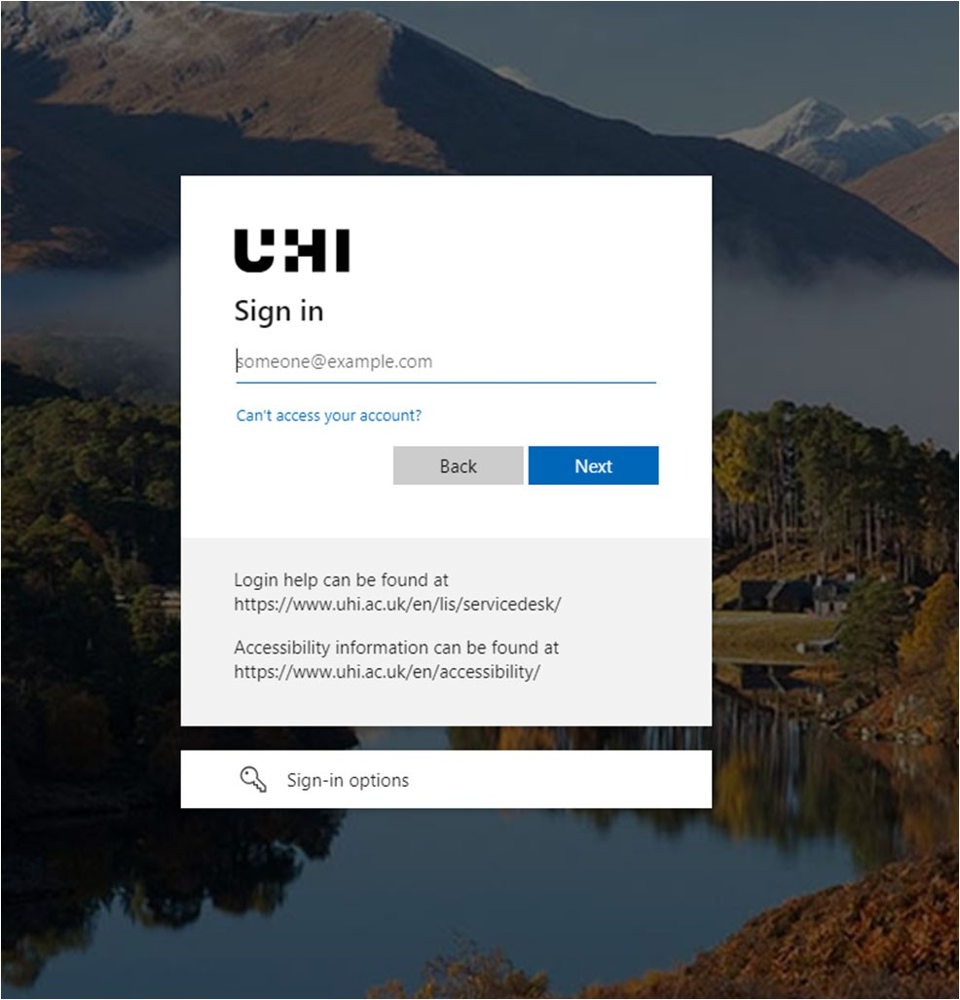 UHI
Sign in
someone@example.com
Can't access your account?
Back
Next
Login help can be found at
https://www.uhi.ac.uk/en/lis/servicedesk/
Accessibility information can be found at
https://www.uhi.ac.uk/en/accessibility/
Sign-in options